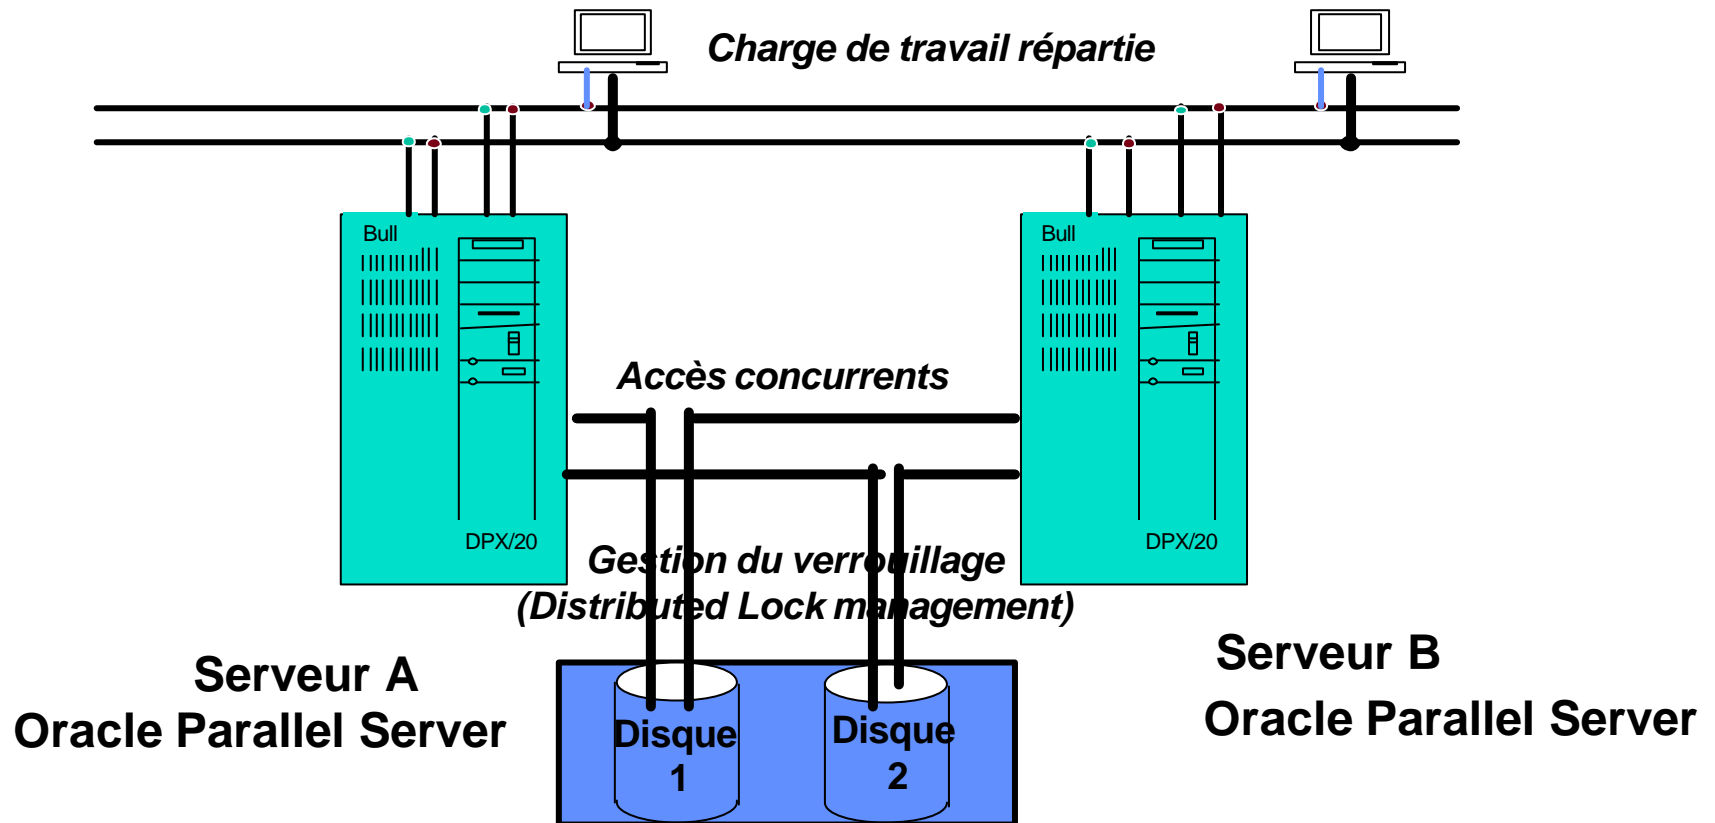 Charge de travail répartie
Bull
Bull
Accès concurrents
DPX/20
DPX/20
Gestion du verrouillage
(Distributed Lock management)
Serveur A
Oracle Parallel Server
Serveur B
Oracle Parallel Server
Disque
1
Disque
2